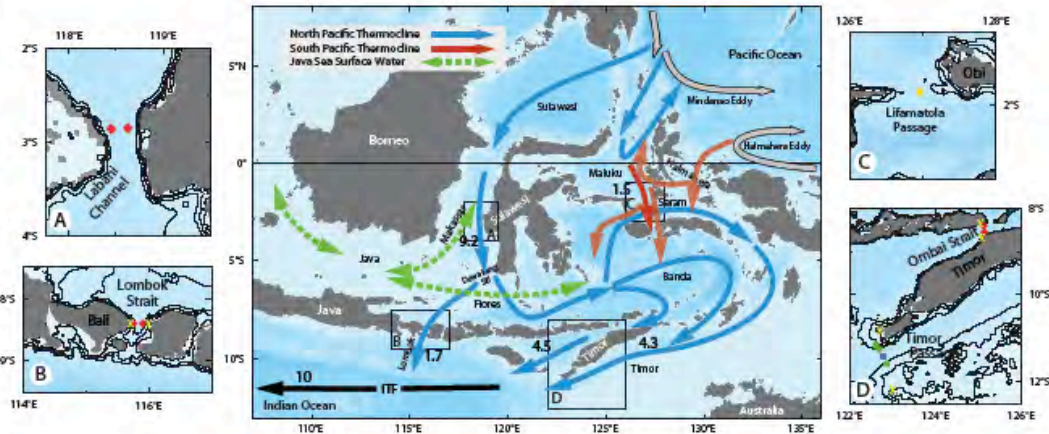 118°E 119°E
2°S
3°S
4°S
Labani
Channel
A
Lombok
Strait
8°S
Bali
9°S
B
114°E 116°E
North Pacific Thermocline
South Pacific Thermocline
Java Sea Surface Water
5°N
0°
5°S
10°S
Pacific Ocean
Sulawesi
Mindanao Eddy
Borneo
Halmahera Eddy
Maluku
1.5
C
Seram
Makassar
Sulawesi
A
9.2
Java
Flores
Banda
Java
B
Lombok
1.7
4.5
Timor
4.3
Timor
D
10
ITF
Indian Ocean
Australia
110°E 115°E 120°E 125°E 130°E 135°E
126°E 128°E
Obi
2°S
Lifamatola
Passage
C
8°S
Ombai Strait
Timor
10°S
Timor
12°S
D
122°E 124°E 126°E